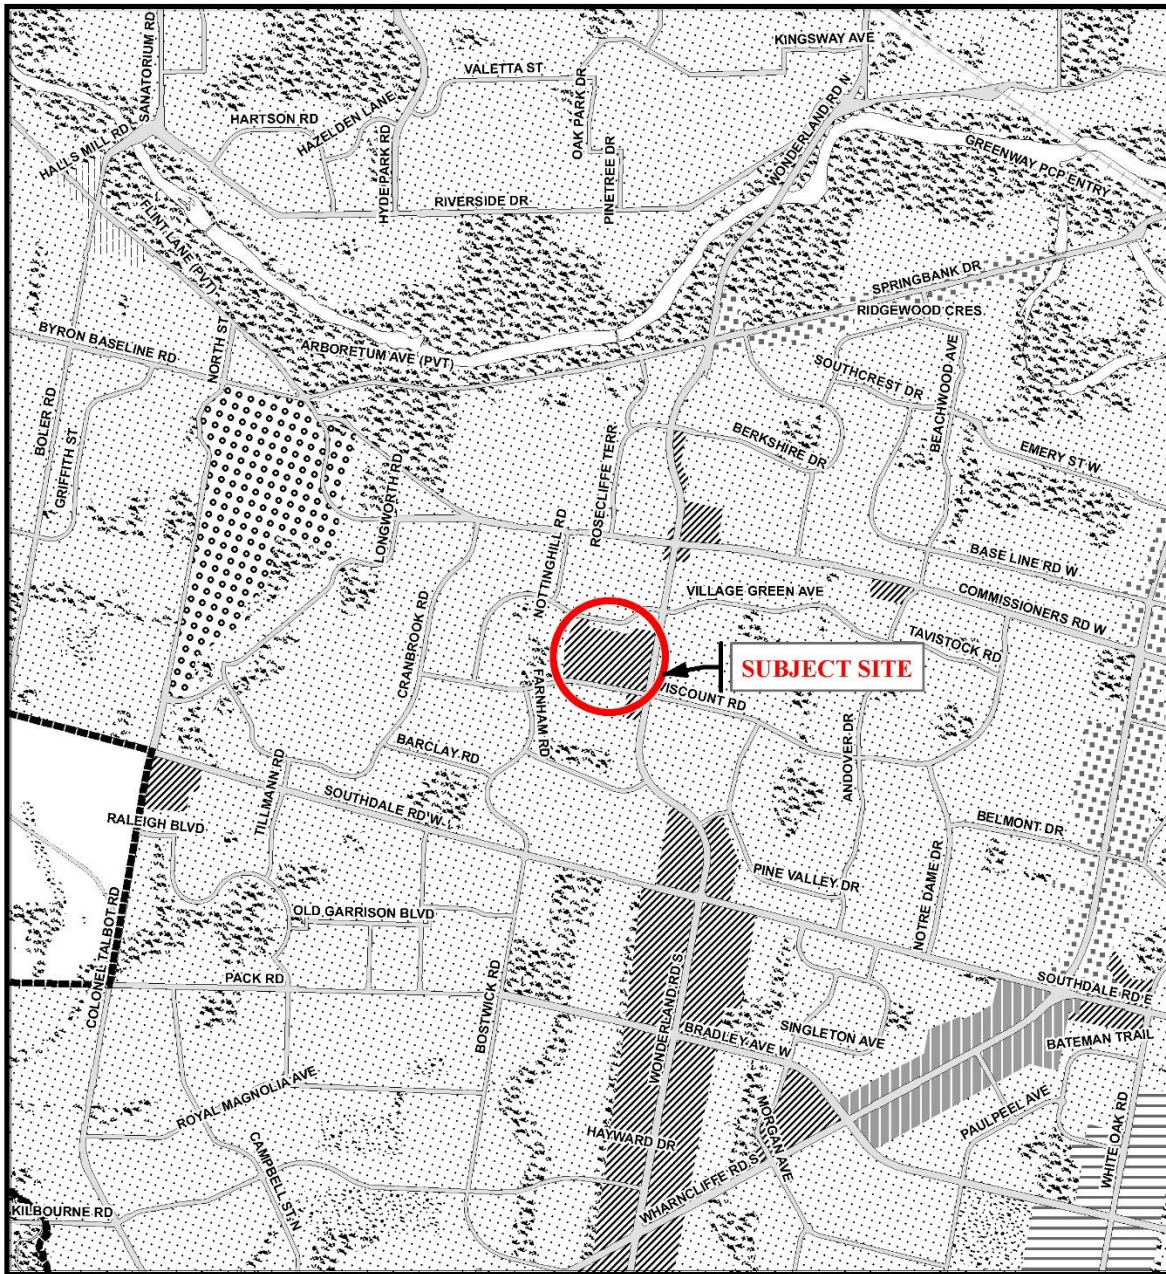 SANATORIUM RD
KINGSWAY AVE
VALETTA ST
OAK PARK DR
WONDERLAND RD N
HARTSON RD
HAZELDEN LANE
HALLS MILL RD
HYDE PARK RD
PINETREE DR
GREENWAY PCP ENTRY
RIVERSIDE DR
FLINT LANE (PVT)
SPRINGBANK DR
RIDGEWOOD CRES
BYRON BASELINE RD
NORTH ST
ARBORETUM AVE (PVT)
SOUTHCREST DR
BEACHWOOD AVE
BOLER RD
GRIFFITH ST
BERKSHIRE DR
EMERY ST W
ROSECLIFFE TERR
LONGWORTH RD
NOTTINGHILL RD
BASE LINE RD W
VILLAGE GREEN AVE
COMMISSIONERS RD W
CRANBROOK RD
TAVISTOCK RD
SUBJECT SITE
FARNHAM RD
VISCOUNT RD
BARCLAY RD
ANDOVER DR
TILLMANN RD
SOUTHDALE RD W
RALEIGH BLVD
BELMONT DR
PINE VALLEY DR
NOTRE DAME DR
OLD GARRISON BLVD
COLONEL TALBOT RD
PACK RD
BOSTWICK RD
WONDERLAND RD S
SOUTHDALE RD E
BRADLEY AVE W
SINGLETON AVE
BATEMAN TRAIL
ROYAL MAGNOLIA AVE
MORGAN AVE
PAULPEEL AVE
WHITE OAK RD
HAYWARD DR
CAMPBELL ST N
WHARNCLIFFE RD S
KILBOURNE RD